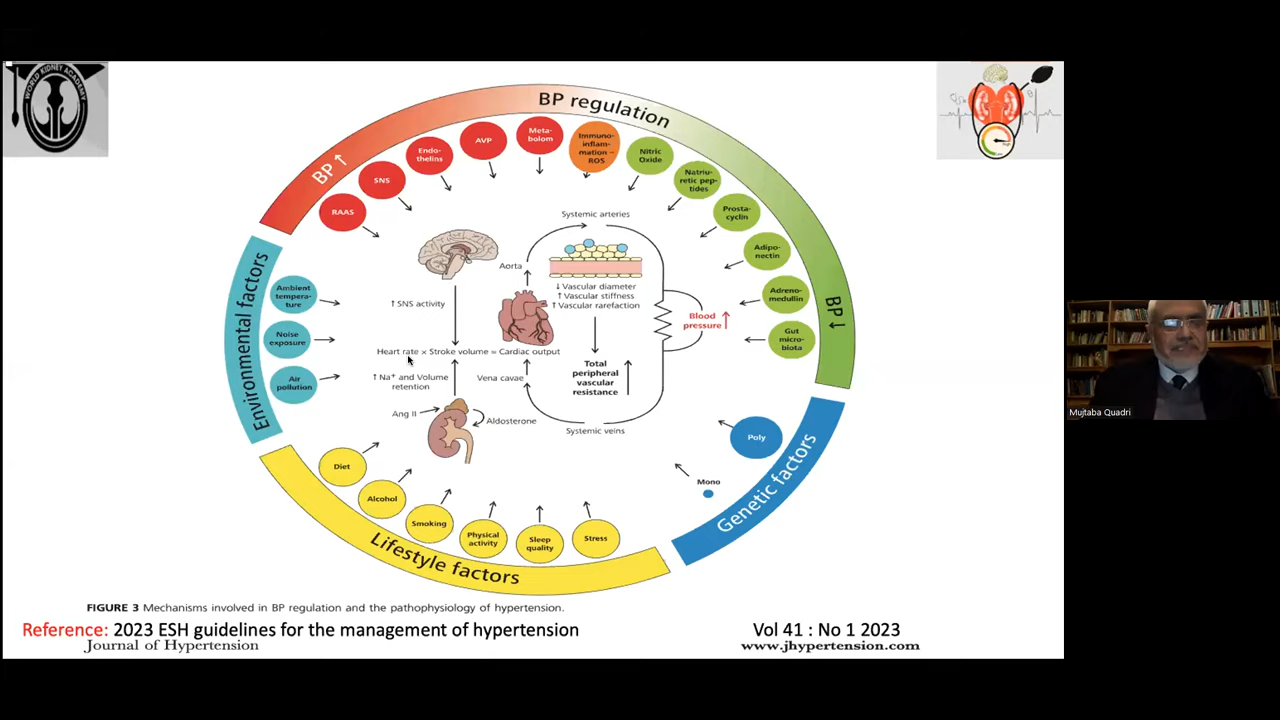 WORLD KIDNEY ACADEMY
BP regulation
BP ↑
BP↓
RAAS
SNS
Endo-
thelins
AVP
Meta-
bolom
Immuno-
inflam-
mation –
ROS
Nitric
Oxide
Natriu-
retic pep-
tides
Prosta-
cyclin
Adipo-
nectin
Adreno-
medullin
Gut
micro-
biota
Environmental factors
Ambient
tempera-
ture
Noise
exposure
Air
pollution
Systemic arteries
Aorta
↓ Vascular diameter
↑ Vascular stiffness
↑ Vascular rarefaction
↑ SNS activity
Blood
pressure ↑
Heart rate × Stroke volume = Cardiac output
Total
peripheral
vascular
resistance
↑ Na⁺ and Volume
retention
Vena cavae
Ang II
Aldosterone
Systemic veins
Genetic factors
Poly
Mono
Lifestyle factors
Diet
Alcohol
Smoking
Physical
activity
Sleep
quality
Stress
Mujtaba Quadri
FIGURE 3 Mechanisms involved in BP regulation and the pathophysiology of hypertension.
Reference: 2023 ESH guidelines for the management of hypertension
Vol 41 : No 1 2023
Journal of Hypertension
www.jhypertension.com